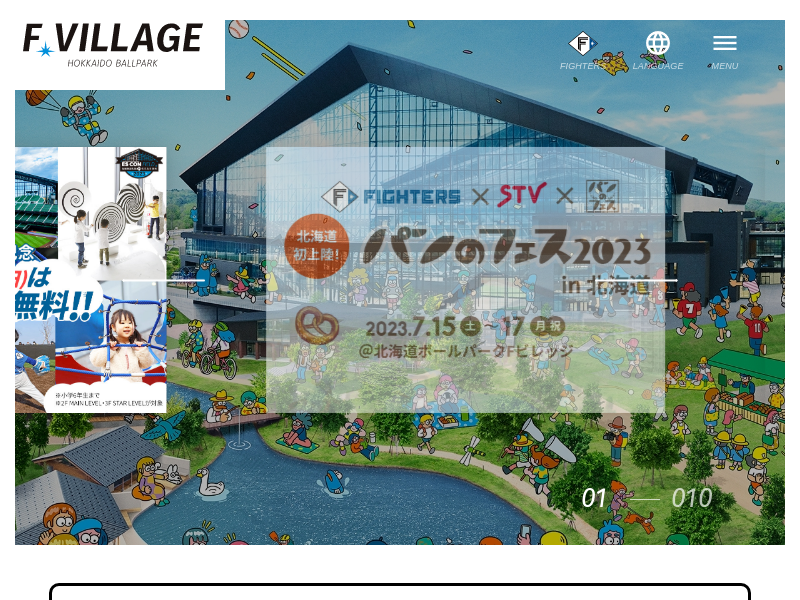 F VILLAGE
HOKKAIDO BALLPARK
FIGHTERS
LANGUAGE
MENU
ES CON FIELD
念
は
無料!!
※小学6年生まで
※2F MAIN LEVEL・3F STAR LEVELが対象
FIGHTERS × STV × パンのフェス
北海道
初上陸!
パンのフェス2023
in 北海道
2023.7.15 土 ~ 17 月 祝
@北海道ボールパークFビレッジ
01
010